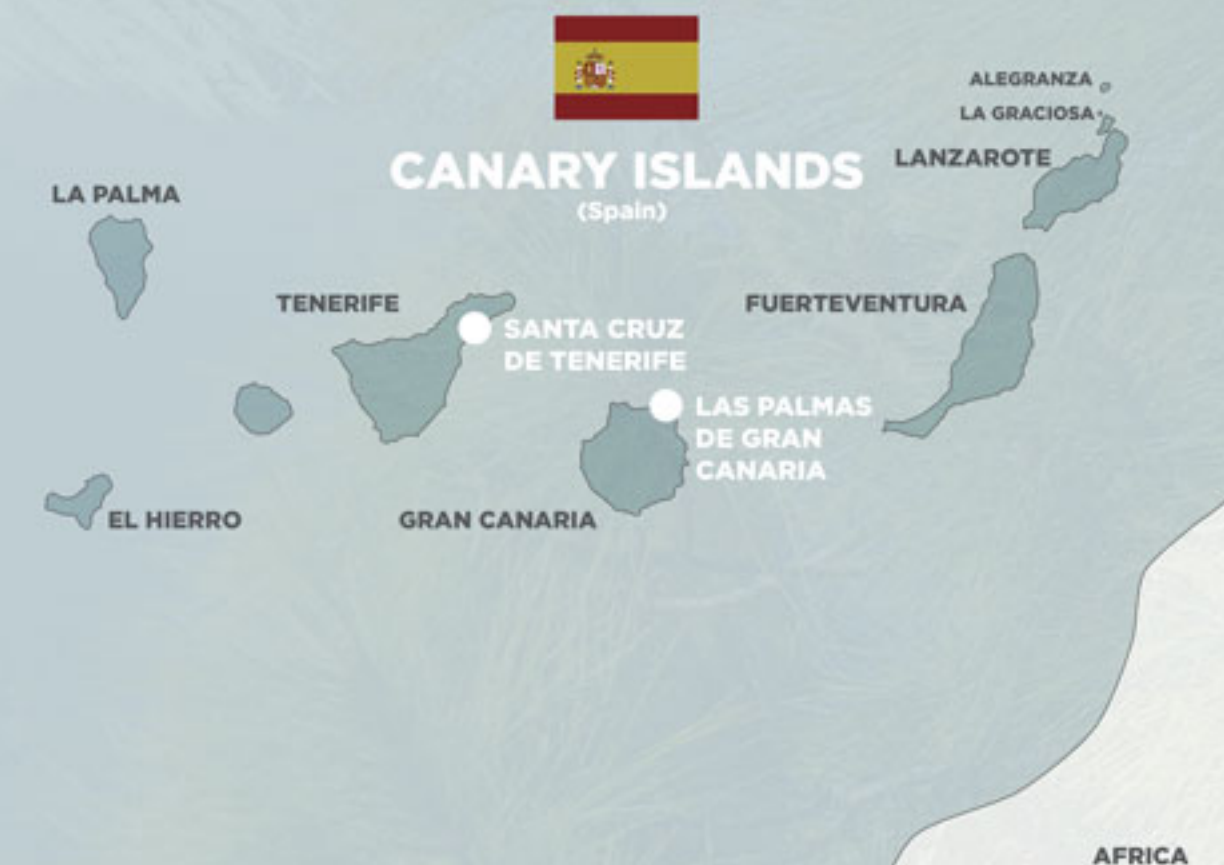 ALEGRANZA
LA GRACIOSA
LANZAROTE
CANARY ISLANDS
(Spain)
LA PALMA
TENERIFE
FUERTEVENTURA
SANTA CRUZ
DE TENERIFE
LAS PALMAS
DE GRAN
CANARIA
EL HIERRO
GRAN CANARIA
AFRICA